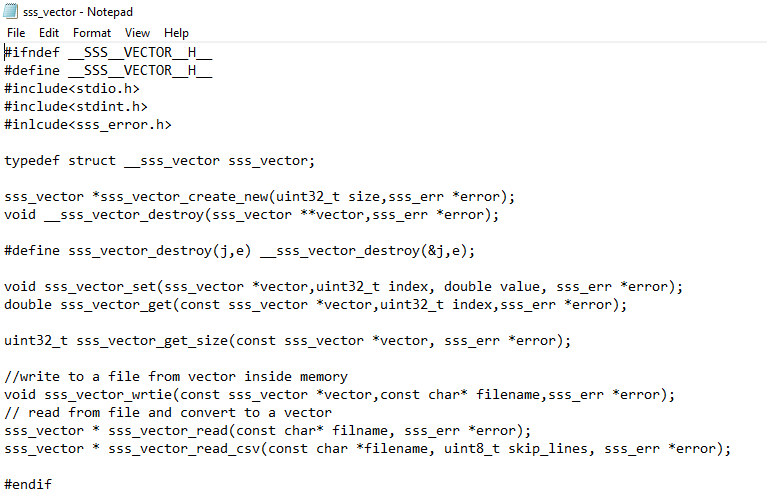 sss_vector - Notepad
File Edit Format View Help
#ifndef __SSS__VECTOR__H__
#define __SSS__VECTOR__H__
#include<stdio.h>
#include<stdint.h>
#inlcude<sss_error.h>
typedef struct __sss_vector sss_vector;
sss_vector *sss_vector_create_new(uint32_t size,sss_err *error);
void __sss_vector_destroy(sss_vector **vector,sss_err *error);
#define sss_vector_destroy(j,e) __sss_vector_destroy(&j,e);
void sss_vector_set(sss_vector *vector,uint32_t index, double value, sss_err *error);
double sss_vector_get(const sss_vector *vector,uint32_t index,sss_err *error);
uint32_t sss_vector_get_size(const sss_vector *vector, sss_err *error);
//write to a file from vector inside memory
void sss_vector_wrtie(const sss_vector *vector,const char* filename,sss_err *error);
// read from file and convert to a vector
sss_vector * sss_vector_read(const char* filname, sss_err *error);
sss_vector * sss_vector_read_csv(const char *filename, uint8_t skip_lines, sss_err *error);
#endif